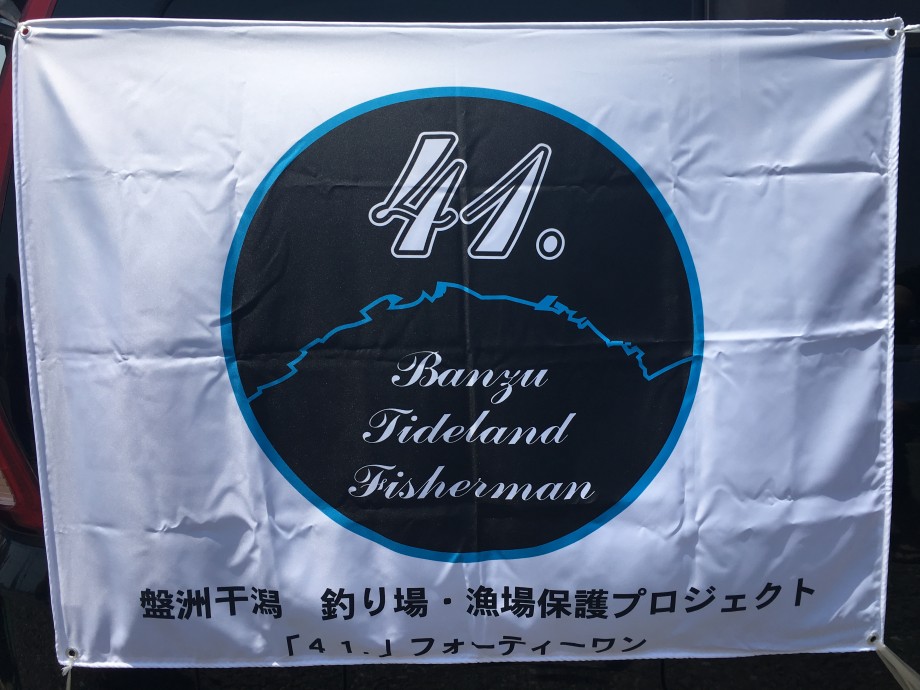 41.
Banzu
Tideland
Fisherman
盤洲干潟　釣り場・漁場保護プロジェクト
「４１．」フォーティーワン